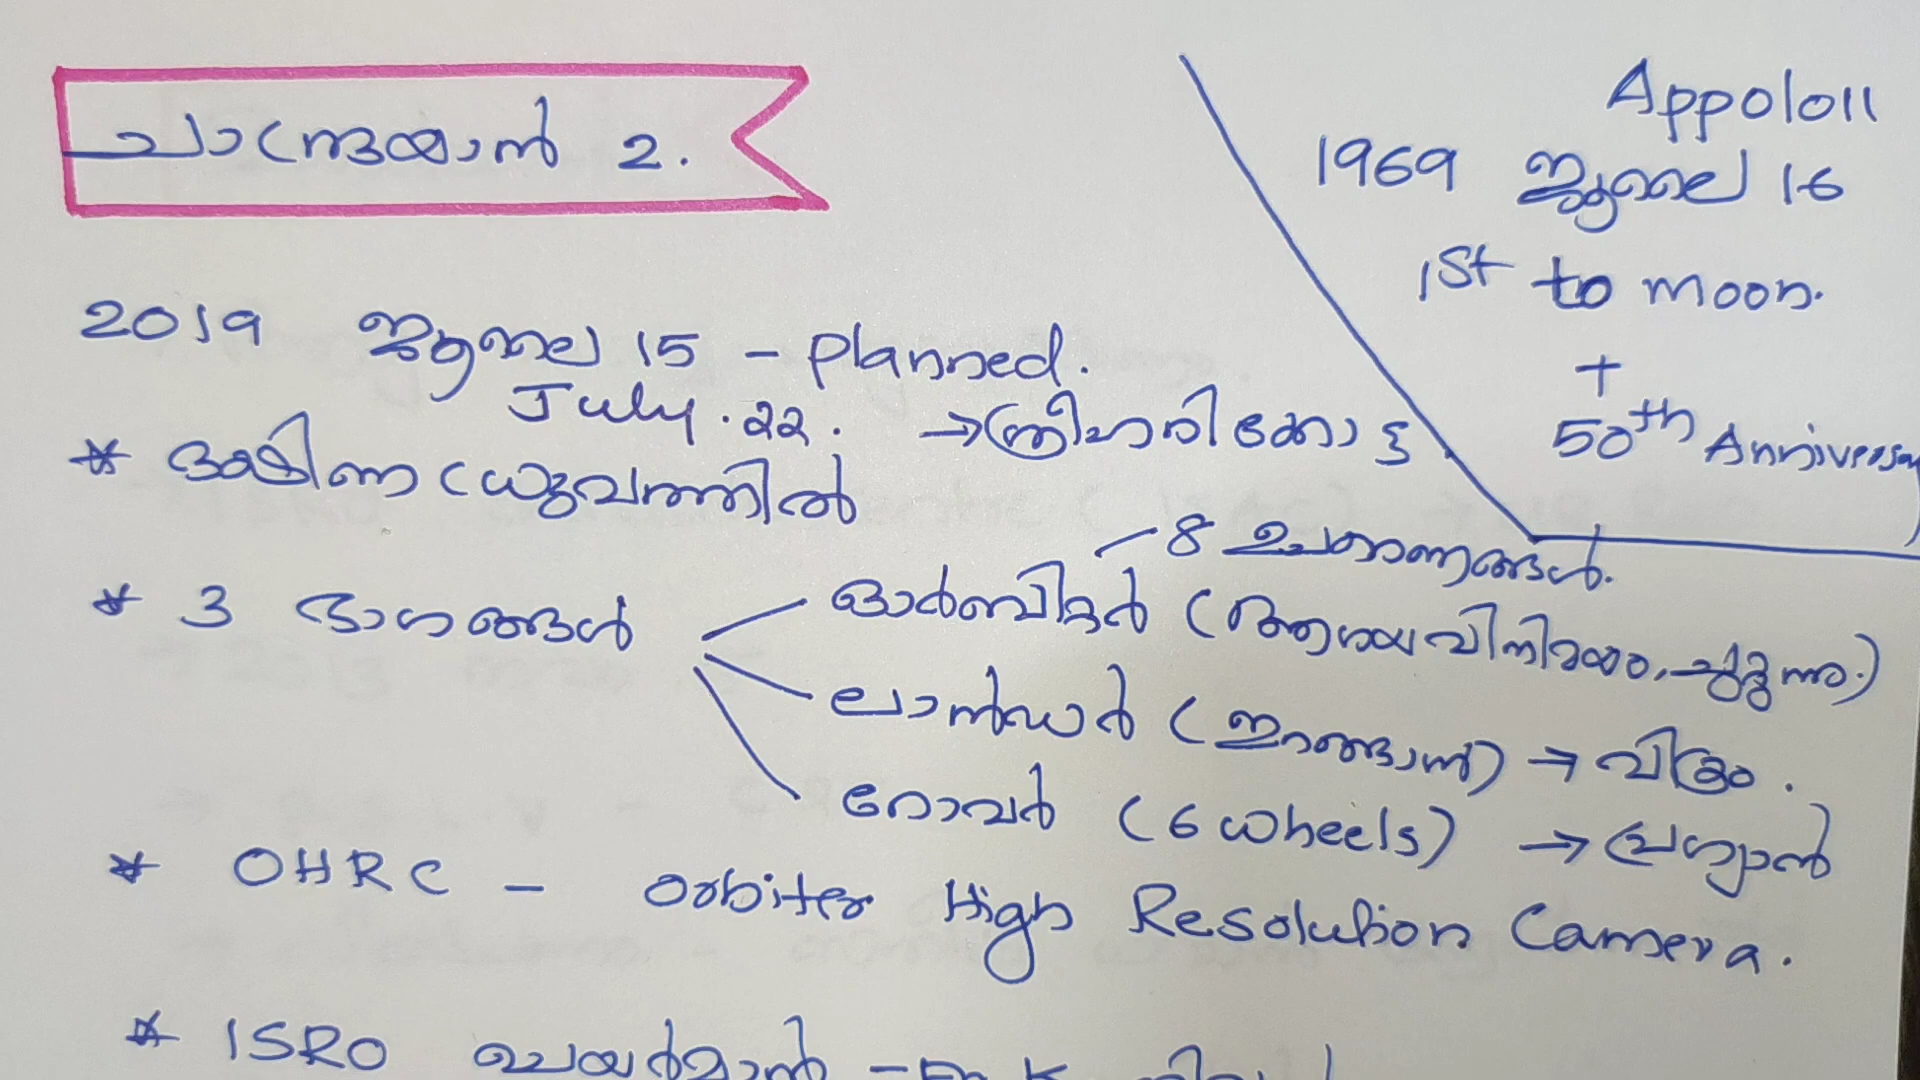 ചാന്ദ്രയാൻ 2.
Appolo11
1969 ജൂലൈ 16
1st to moon.
+
50th Anniversary
2019 ജൂലൈ 15 - planned.
July.22. → ശ്രീഹരിക്കോട്ട
* ദക്ഷിണ ധ്രുവത്തിൽ
8 ഉപകരണങ്ങൾ.
* 3 ഭാഗങ്ങൾ
ഓർബിറ്റർ (ആശയവിനിമയം, ചുറ്റുന്നു.)
ലാൻഡർ (ഇറങ്ങാൻ) → വിക്രം.
റോവർ (6 wheels) → പ്രഗ്യാൻ
* OHRC - Orbiter High Resolution Camera.
* ISRO ചെയർമാൻ -